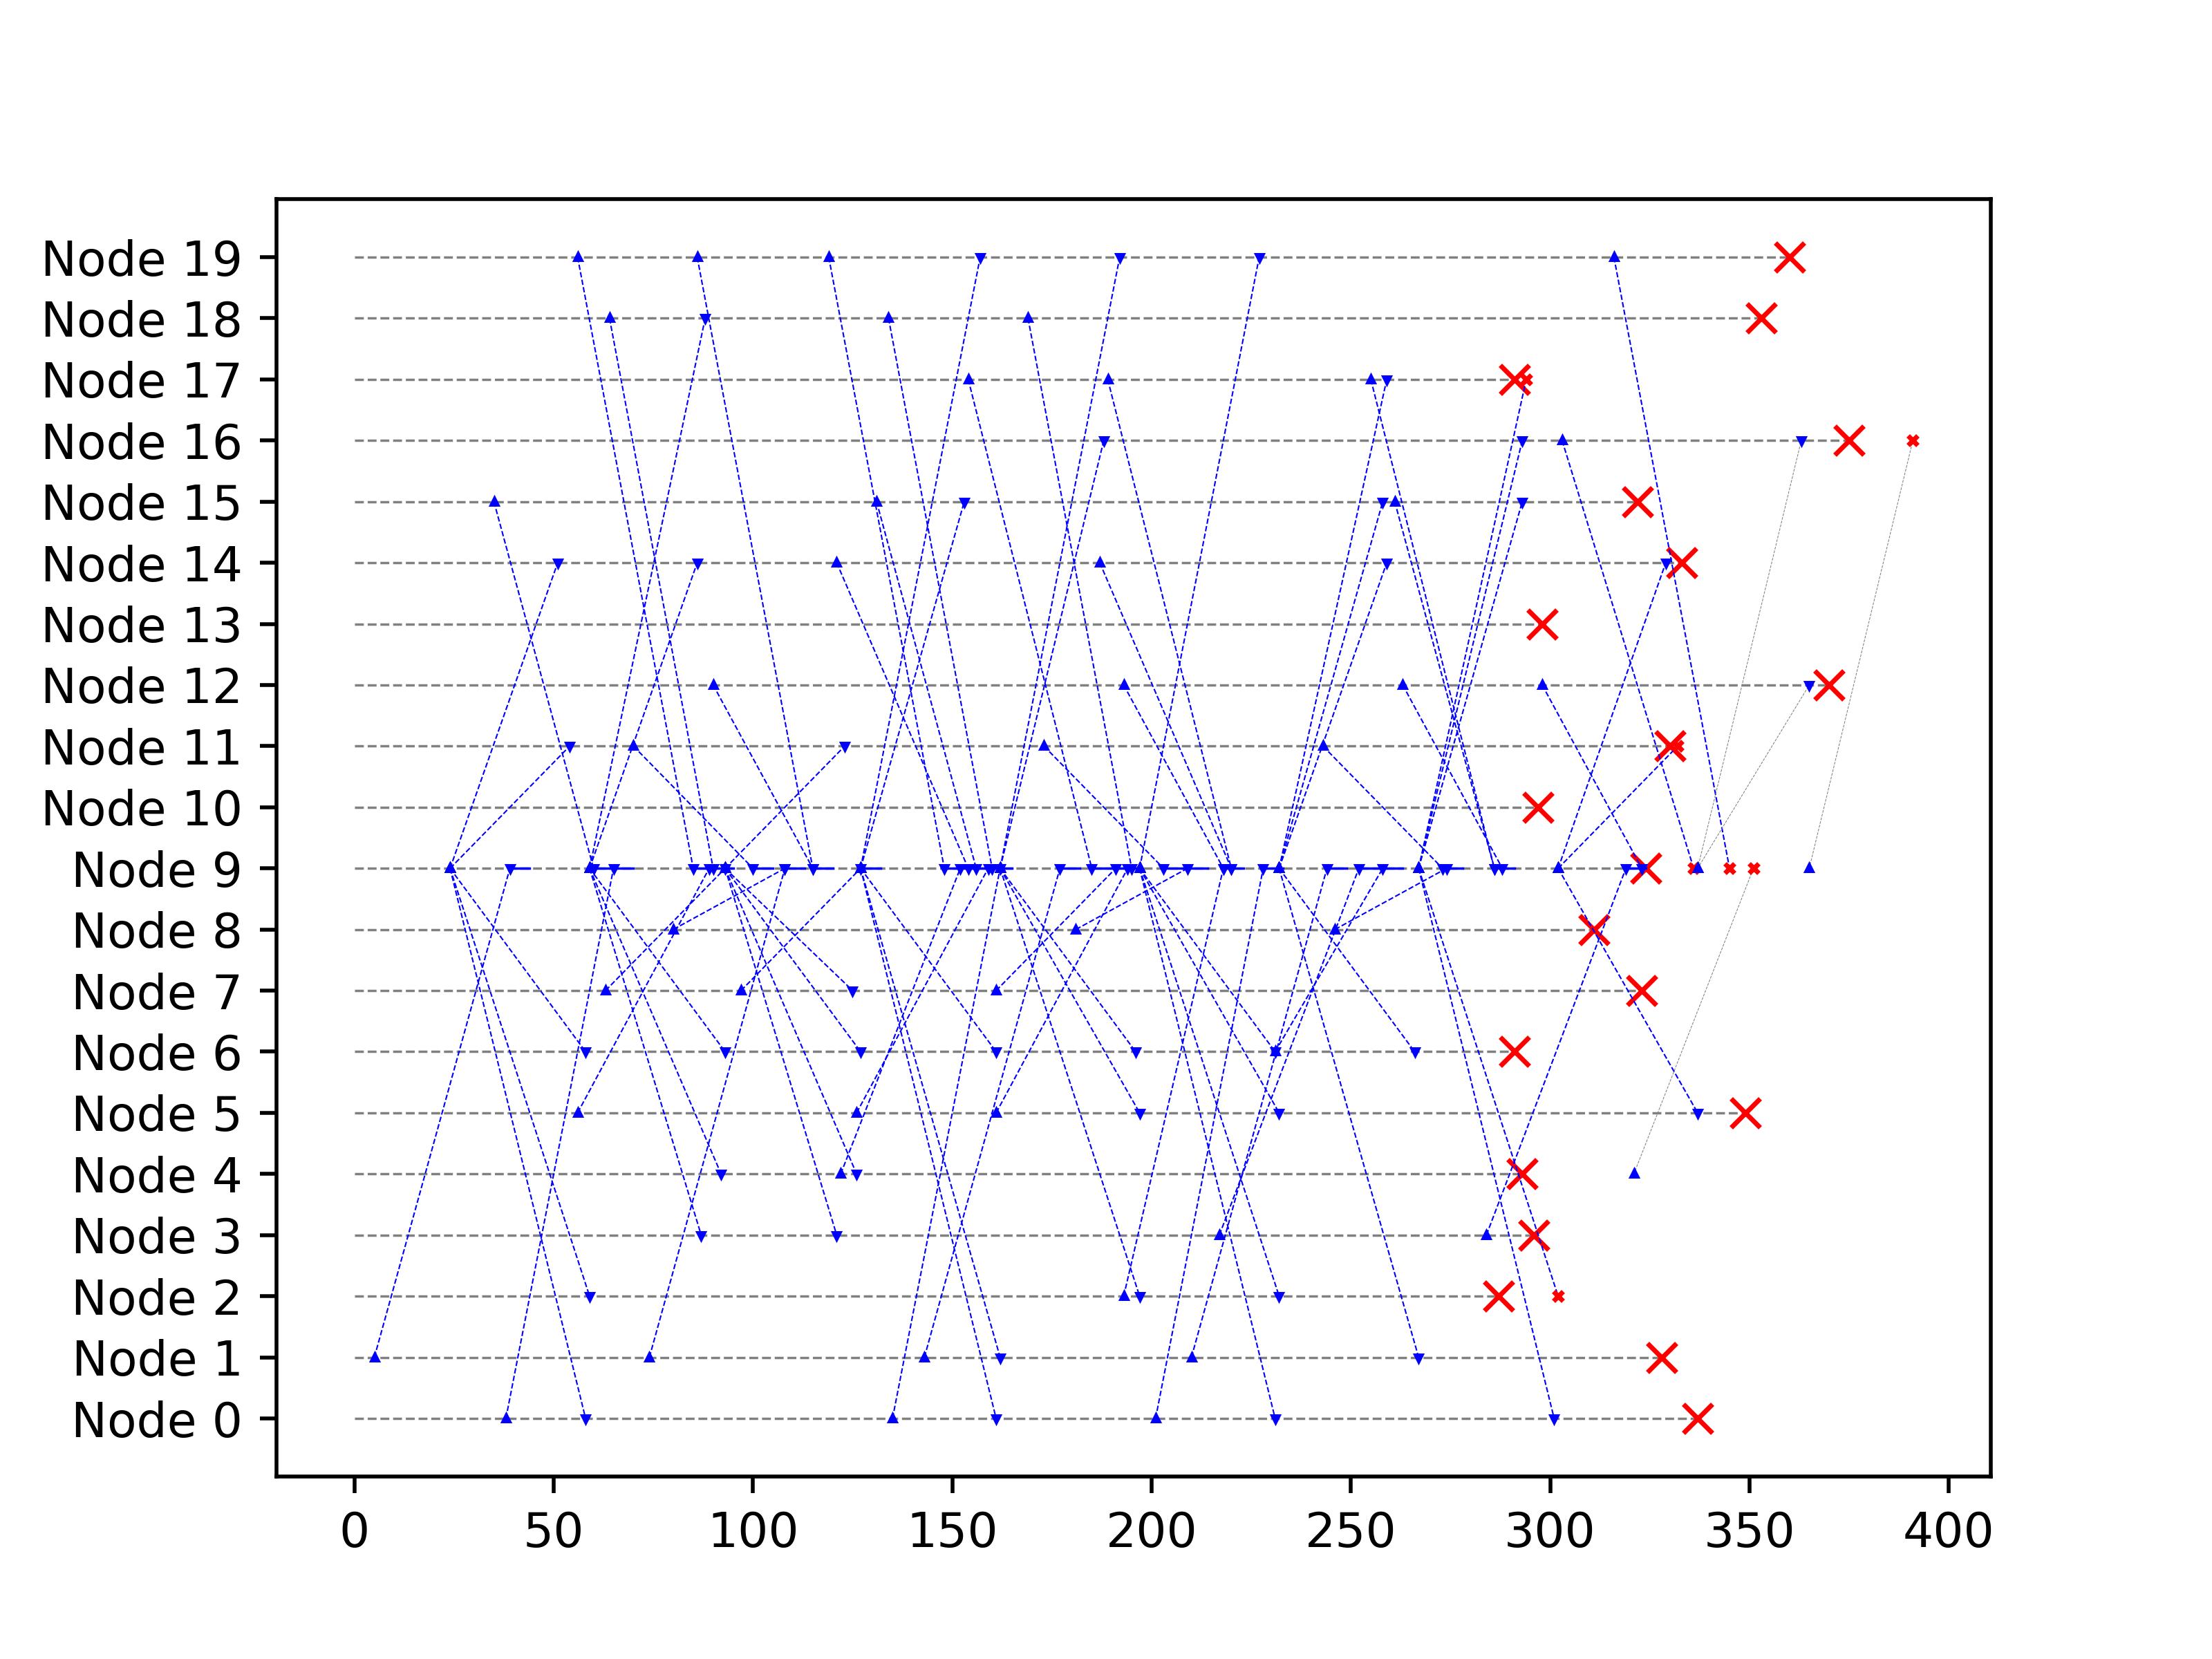 Node 19
Node 18
Node 17
Node 16
Node 15
Node 14
Node 13
Node 12
Node 11
Node 10
Node 9
Node 8
Node 7
Node 6
Node 5
Node 4
Node 3
Node 2
Node 1
Node 0
0 50 100 150 200 250 300 350 400